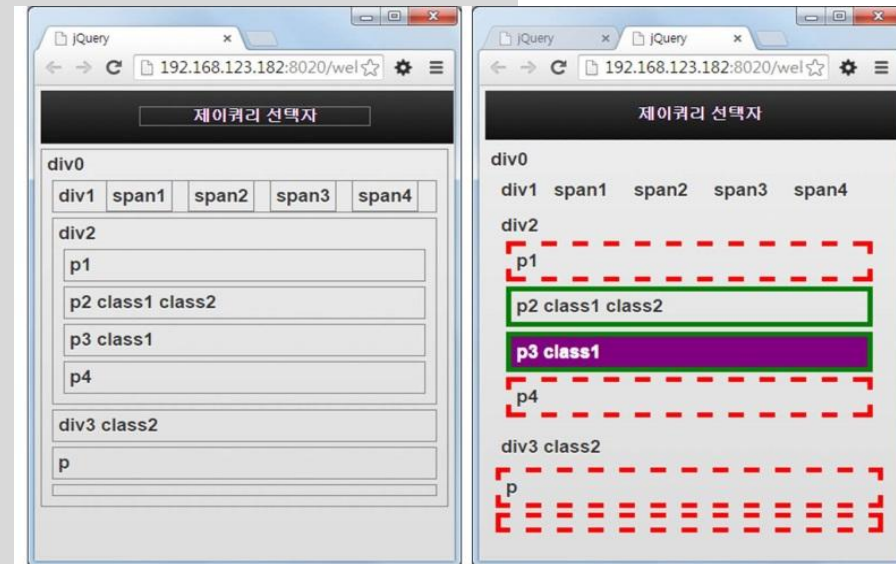 jQuery
192.168.123.182:8020/wel
제이쿼리 선택자
div0
div1 span1 span2 span3 span4
div2
p1
p2 class1 class2
p3 class1
p4
div3 class2
p
jQuery
jQuery
192.168.123.182:8020/wel
제이쿼리 선택자
div0
div1 span1 span2 span3 span4
div2
p1
p2 class1 class2
p3 class1
p4
div3 class2
p